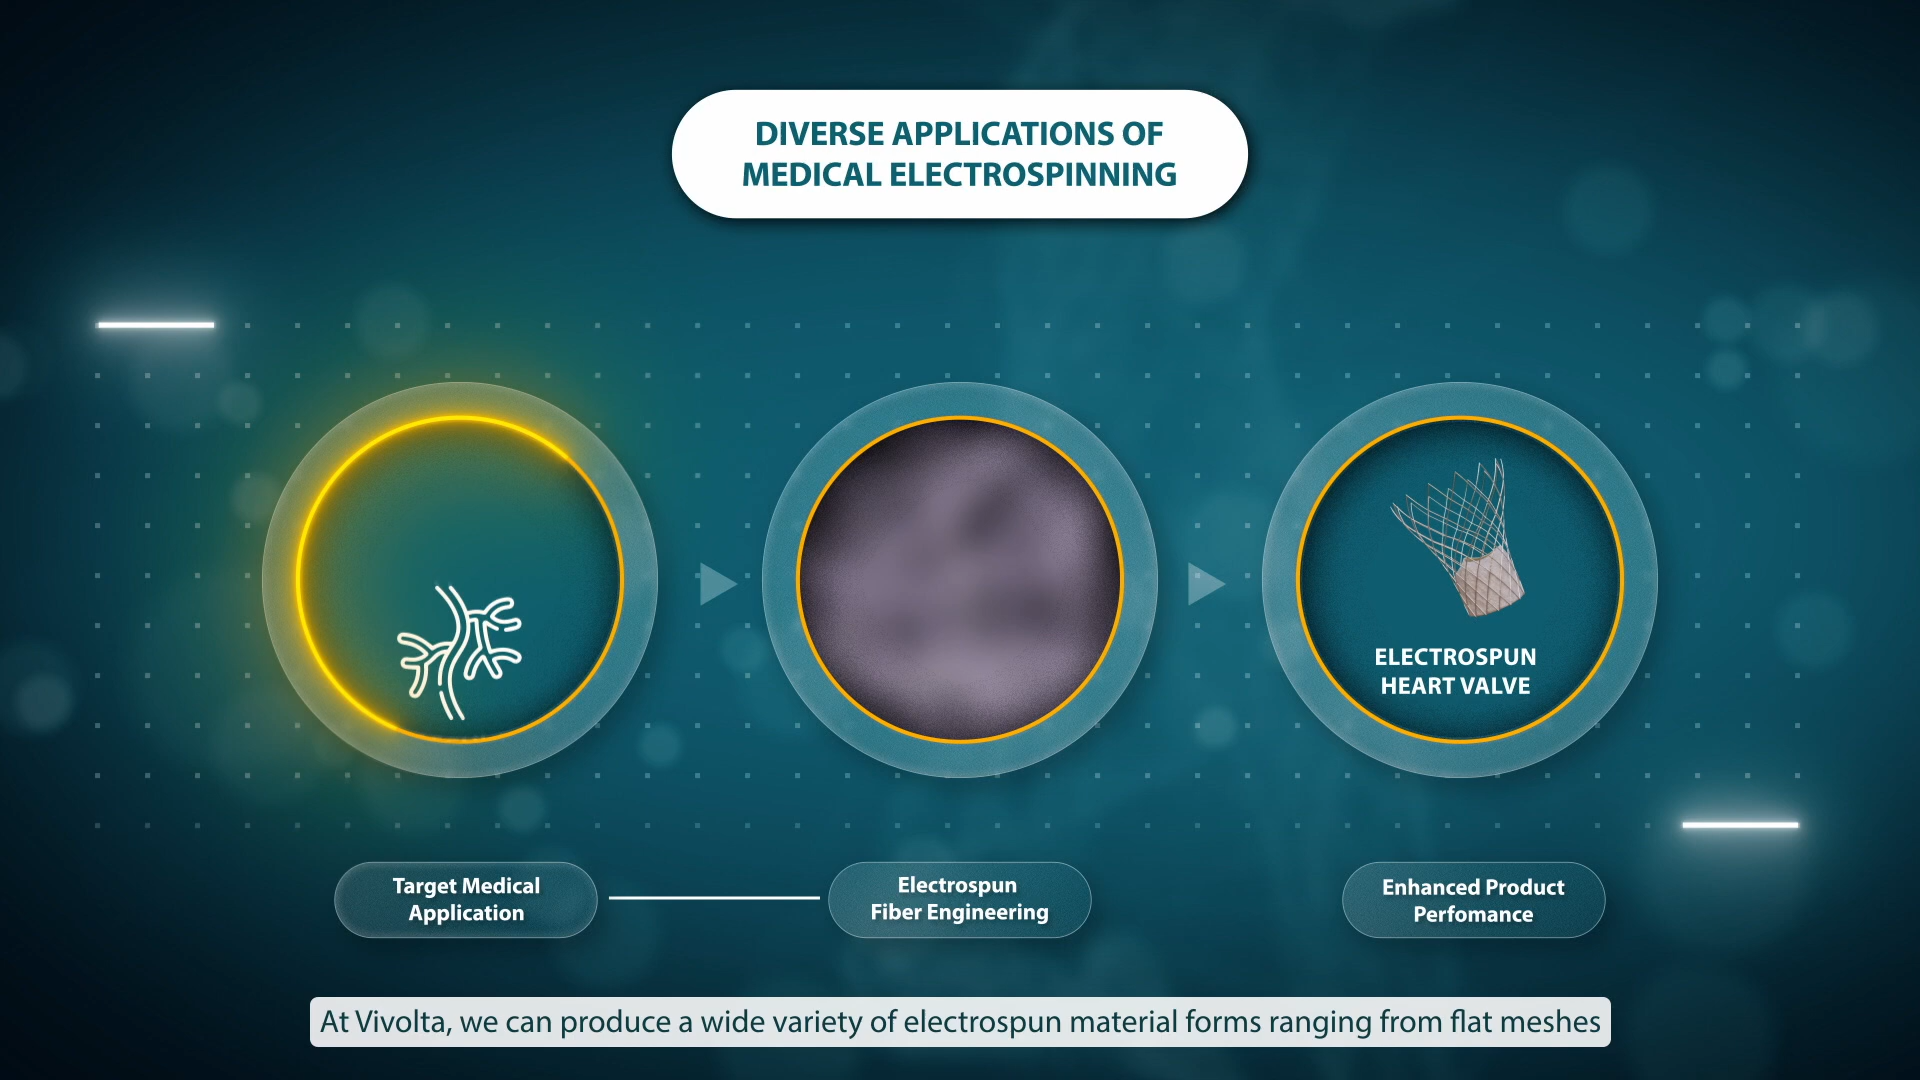 DIVERSE APPLICATIONS OF
MEDICAL ELECTROSPINNING
ELECTROSPUN
HEART VALVE
Target Medical
Application
Electrospun
Fiber Engineering
Enhanced Product
Perfomance
At Vivolta, we can produce a wide variety of electrospun material forms ranging from flat meshes